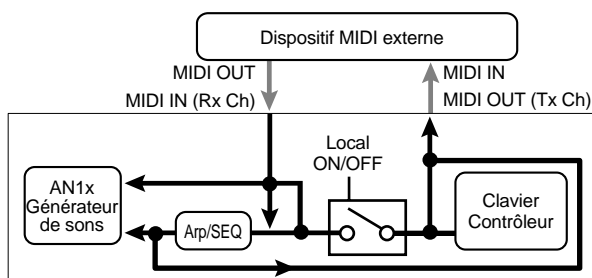 Dispositif MIDI externe
MIDI OUT
MIDI IN
MIDI IN (Rx Ch)
MIDI OUT (Tx Ch)
Local
ON/OFF
AN1x
Générateur
de sons
Arp/SEQ
Clavier
Contrôleur